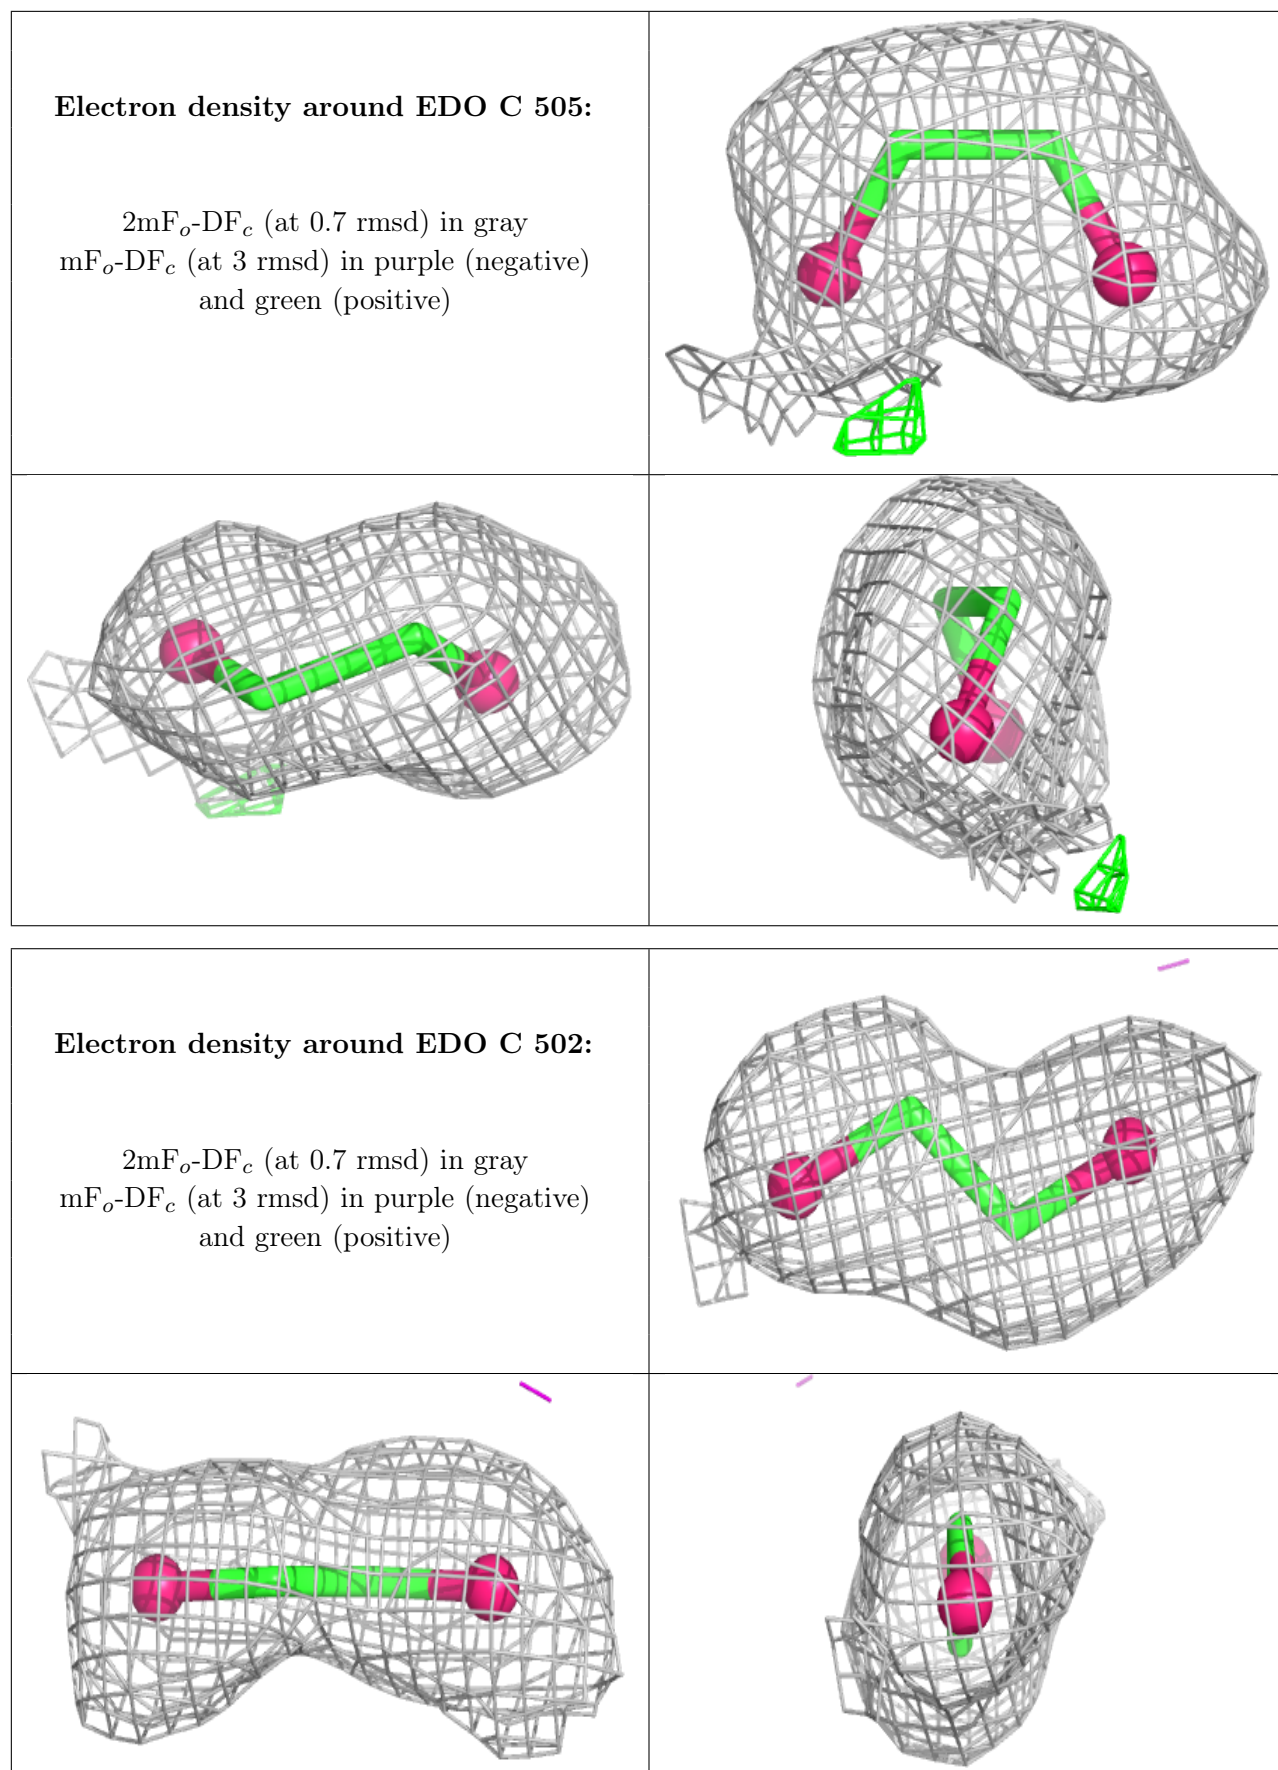 Electron density around EDO C 505:
2mFo-DFc (at 0.7 rmsd) in gray
mFo-DFc (at 3 rmsd) in purple (negative)
and green (positive)
Electron density around EDO C 502:
2mFo-DFc (at 0.7 rmsd) in gray
mFo-DFc (at 3 rmsd) in purple (negative)
and green (positive)